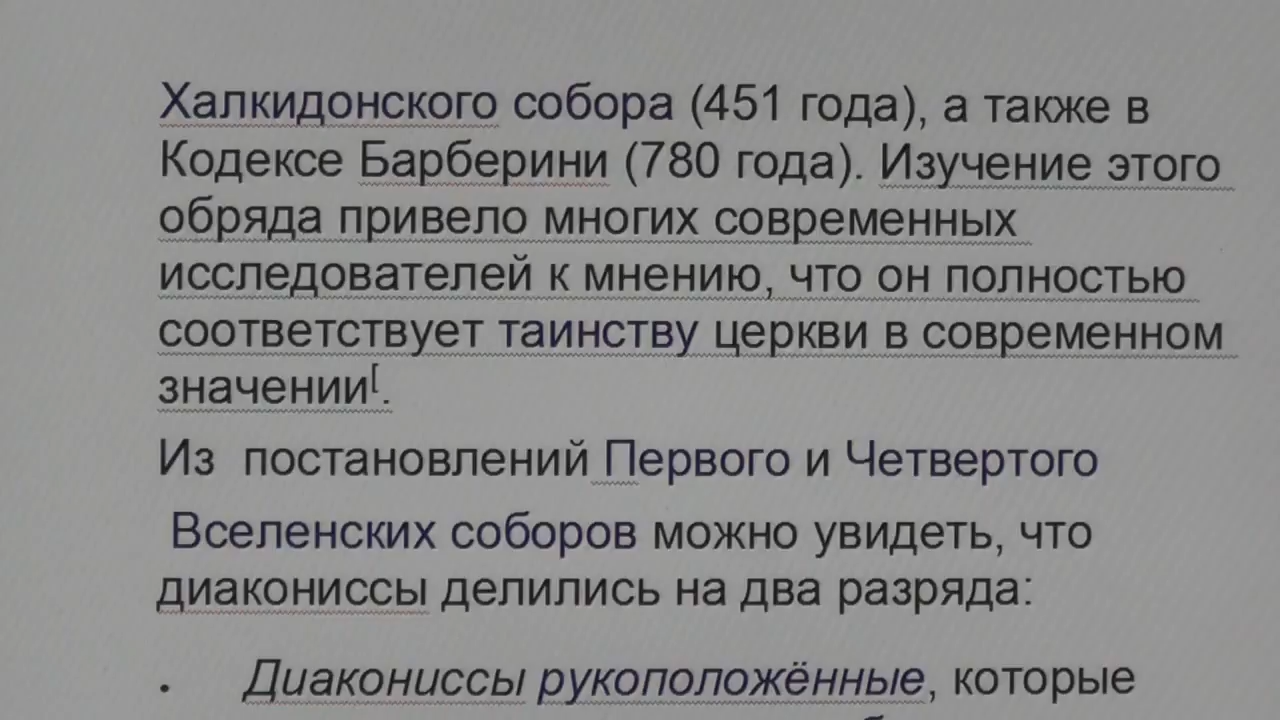 Халкидонского собора (451 года), а также в
Кодексе Барберини (780 года). Изучение этого
обряда привело многих современных
исследователей к мнению, что он полностью
соответствует таинству церкви в современном
значении[.
Из постановлений Первого и Четвертого
Вселенских соборов можно увидеть, что
диакониссы делились на два разряда:
• Диакониссы рукоположённые, которые